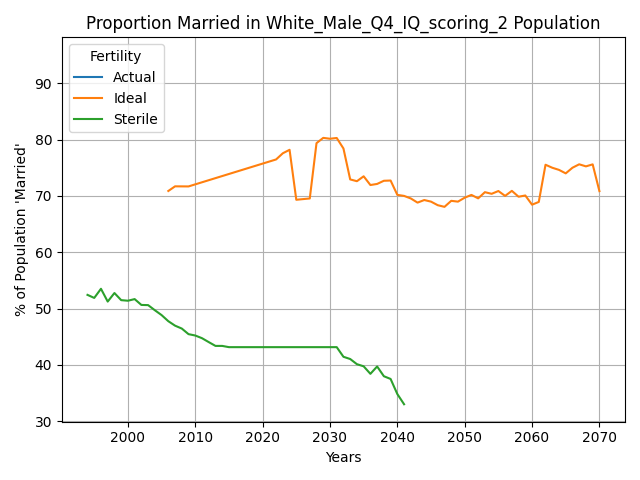 Proportion Married in White_Male_Q4_IQ_scoring_2 Population
Fertility
Actual
Ideal
Sterile
% of Population 'Married'
90
80
70
60
50
40
30
2000
2010
2020
2030
2040
2050
2060
2070
Years